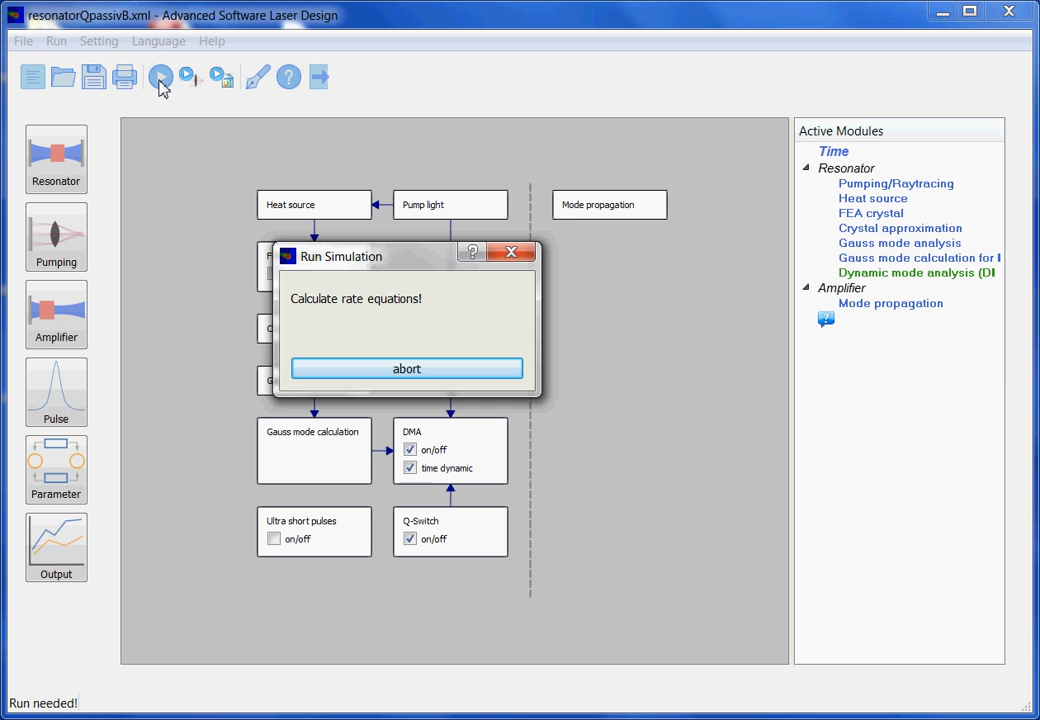 resonatorQpassivB.xml - Advanced Software Laser Design
File Run Setting Language Help
Resonator
Pumping
Amplifier
Pulse
Parameter
Output
Heat source
Pump light
Mode propagation
Run Simulation
Calculate rate equations!
abort
Gauss mode calculation
DMA
on/off
time dynamic
Ultra short pulses
on/off
Q-Switch
on/off
Active Modules
Time
Resonator
Pumping/Raytracing
Heat source
FEA crystal
Crystal approximation
Gauss mode analysis
Gauss mode calculation for
Dynamic mode analysis (D
Amplifier
Mode propagation
Run needed!